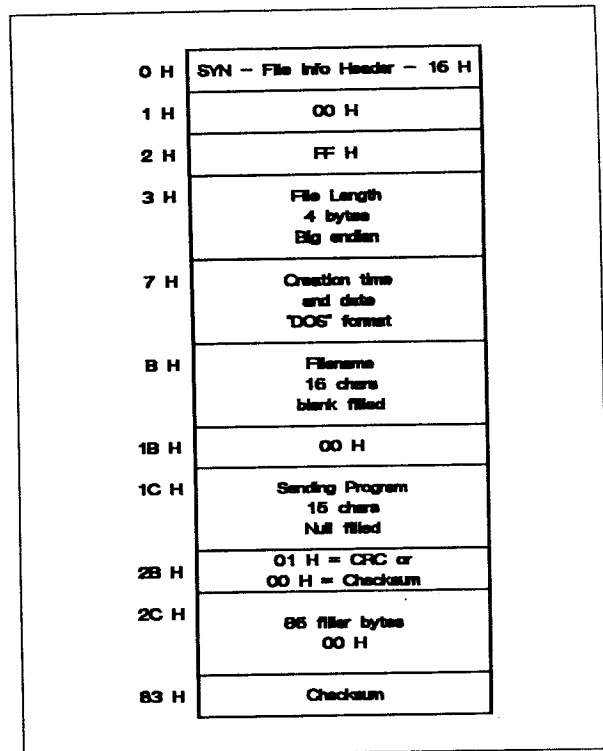 0 H SYN – File Info Header – 16 H
1 H 00 H
2 H FF H
3 H File Length
4 bytes
Big endian
7 H Creation time
and date
"DOS" format
B H Filename
16 chars
blank filled
1B H 00 H
1C H Sending Program
15 chars
Null filled
2B H 01 H = CRC or
00 H = Checksum
2C H 86 filler bytes
00 H
83 H Checksum